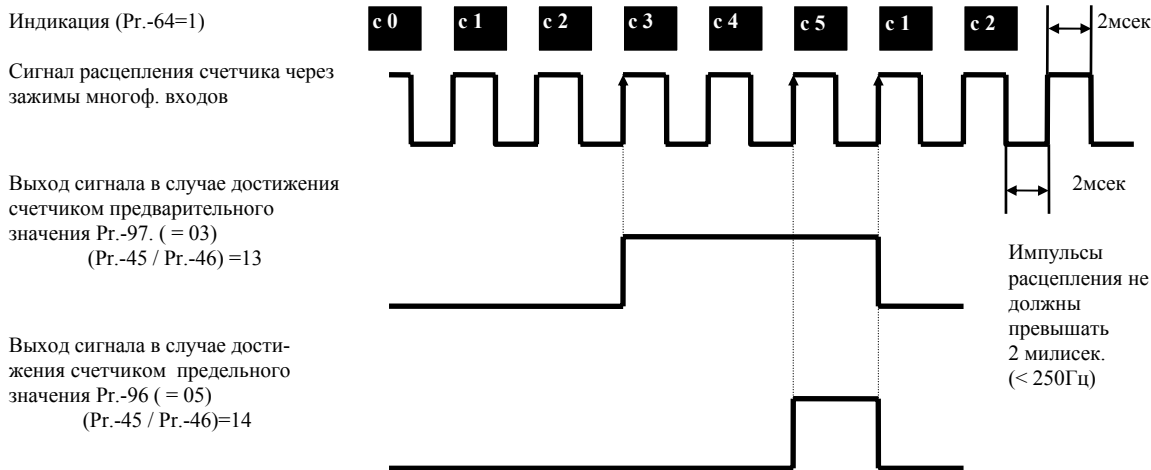 Индикация (Pr.-64=1)
с 0 с 1 с 2 с 3 с 4 с 5 с 1 с 2
2мсек
Сигнал расцепления счетчика через
зажимы многоф. входов
2мсек
Выход сигнала в случае достижения
счетчиком предварительного
значения Pr.-97. ( = 03)
(Pr.-45 / Pr.-46) =13
Импульсы
расцепления не
должны
превышать
2 милисек.
(< 250Гц)
Выход сигнала в случае дости-
жения счетчиком предельного
значения Pr.-96 ( = 05)
(Pr.-45 / Pr.-46)=14